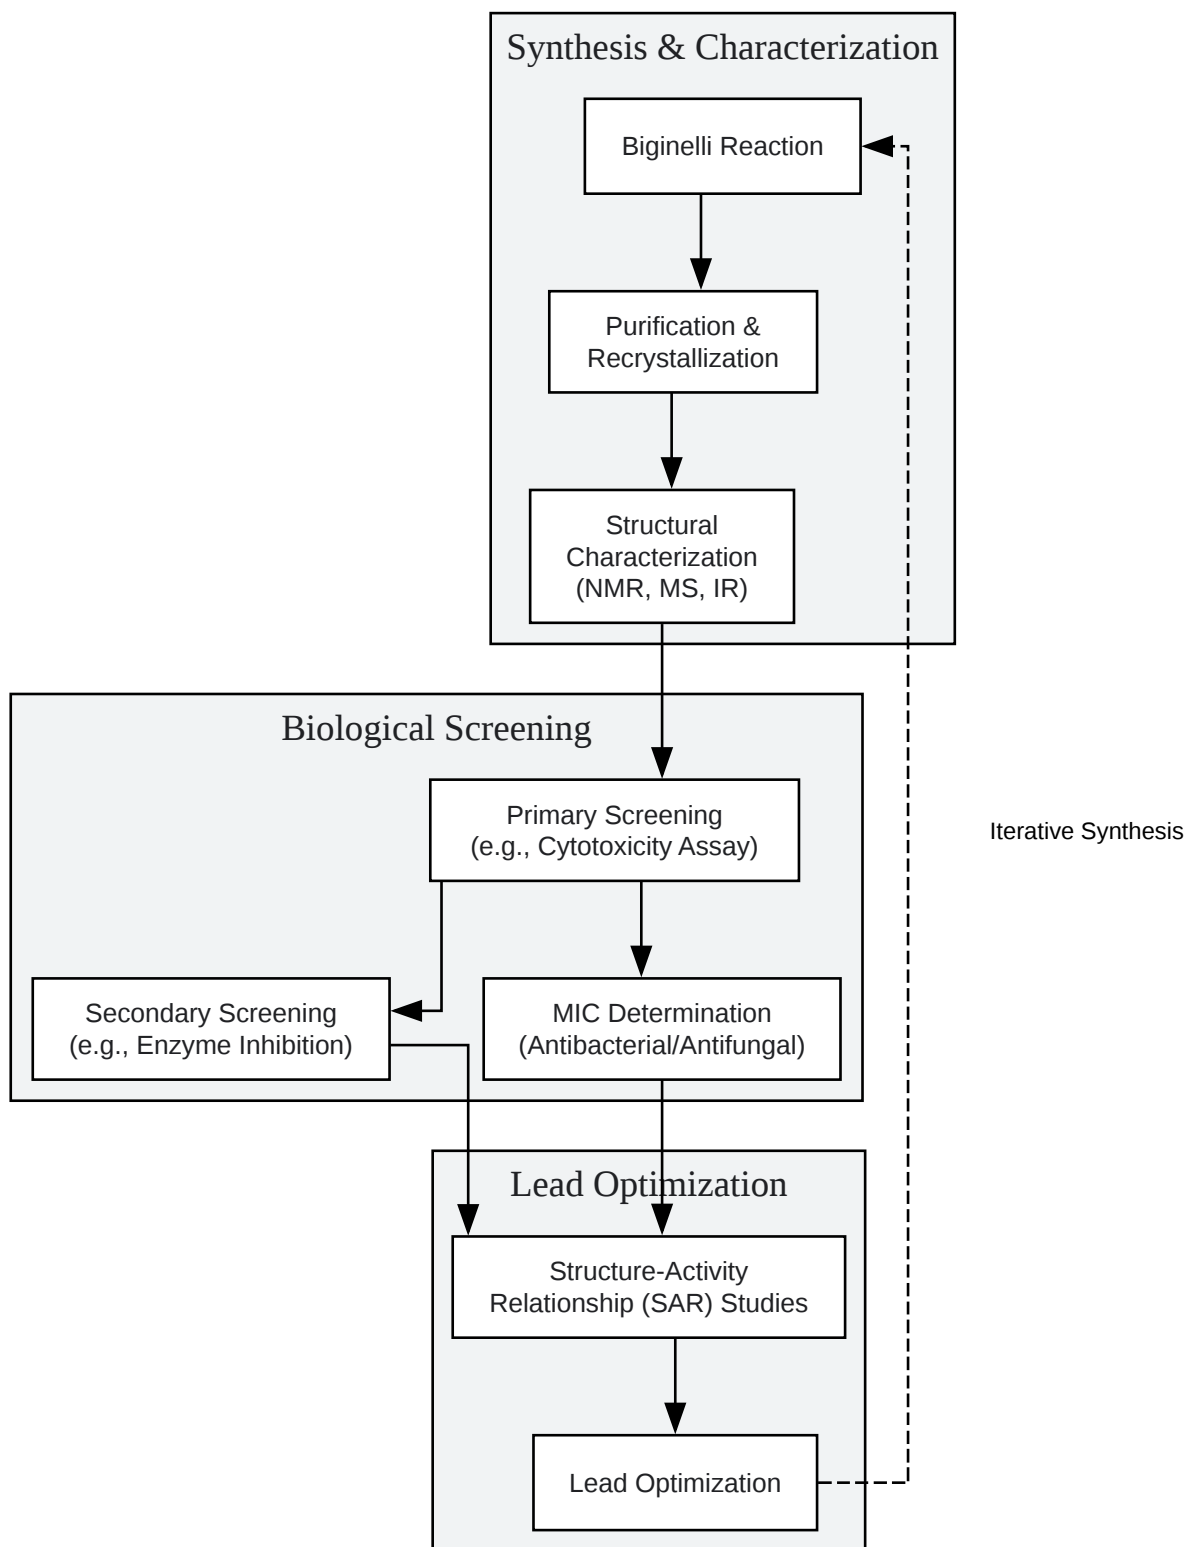 Synthesis & Characterization
Biginelli Reaction
Purification &
Recrystallization
Structural
Characterization
(NMR, MS, IR)
Biological Screening
Primary Screening
(e.g., Cytotoxicity Assay)
Iterative Synthesis
Secondary Screening
(e.g., Enzyme Inhibition)
MIC Determination
(Antibacterial/Antifungal)
Lead Optimization
Structure-Activity
Relationship (SAR) Studies
Lead Optimization